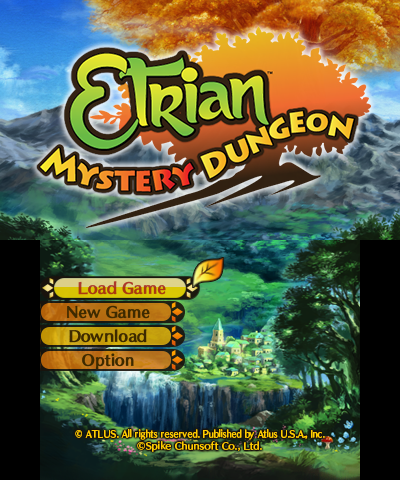 Etrian™
Mystery Dungeon
Load Game
New Game
Download
Option
© ATLUS. All rights reserved. Published by Atlus U.S.A., Inc.
©Spike Chunsoft Co., Ltd.